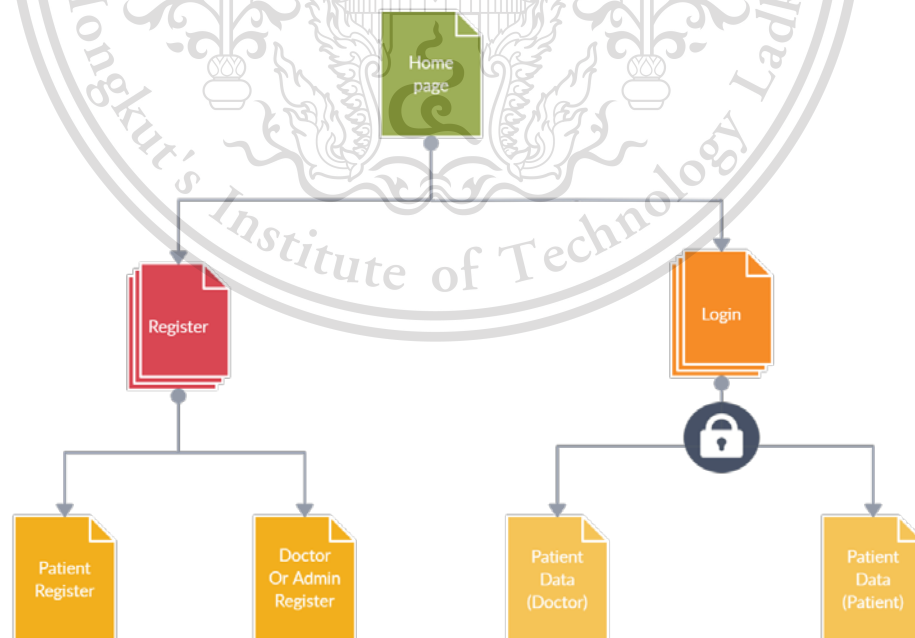 Home
page
ongkut's Institute of Technology Lad
Register
Login
Patient
Register
Doctor
Or Admin
Register
Patient
Data
(Doctor)
Patient
Data
(Patient)